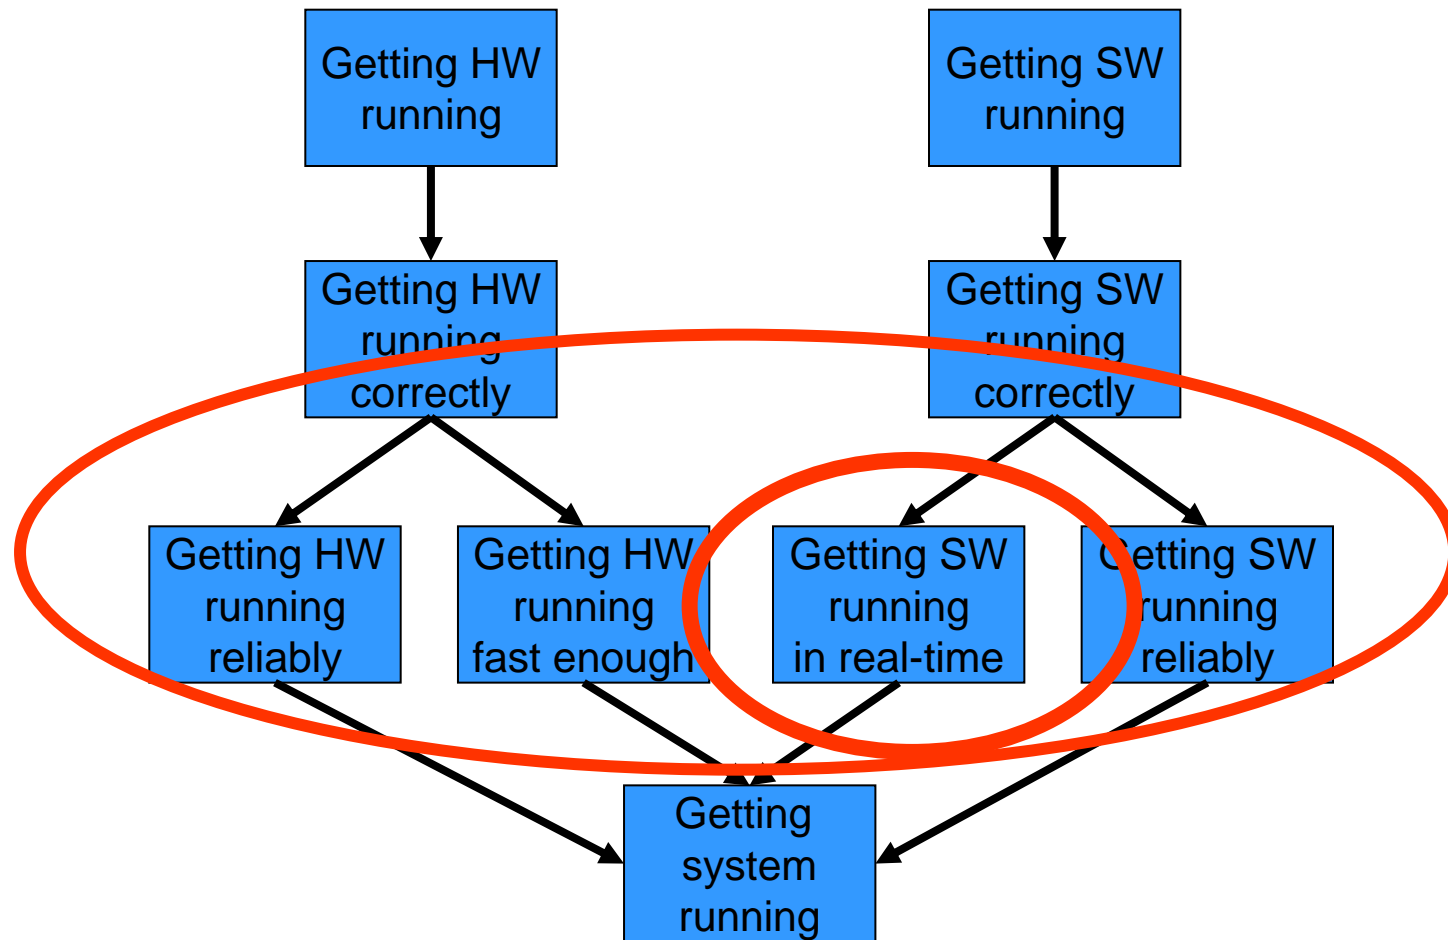 Getting HW
running
Getting SW
running
Getting HW
running
correctly
Getting SW
running
correctly
Getting HW
running
reliably
Getting HW
running
fast enough
Getting SW
running
in real-time
Getting SW
running
reliably
Getting
system
running